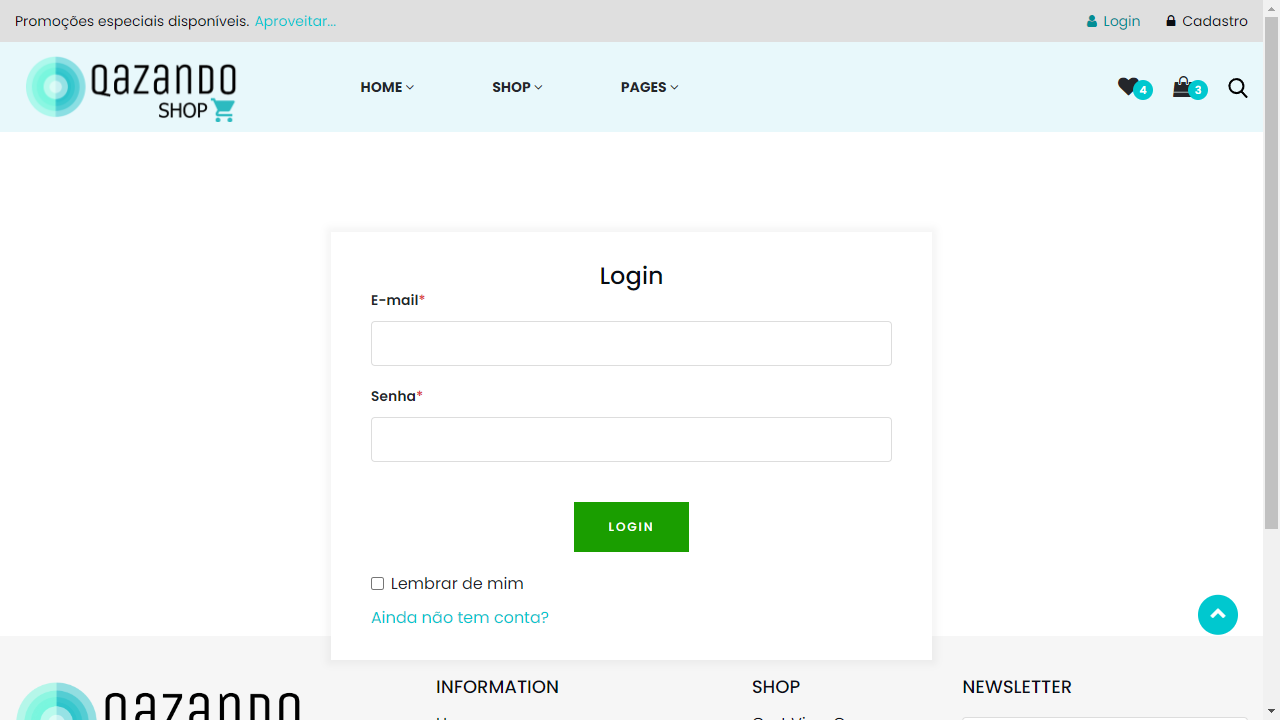 Promoções especiais disponíveis. Aproveitar...
Login
Cadastro
QAZANDO
SHOP
HOME
SHOP
PAGES
4
3
Login
E-mail*
Senha*
LOGIN
Lembrar de mim
Ainda não tem conta?
QAZANDO
INFORMATION
SHOP
NEWSLETTER